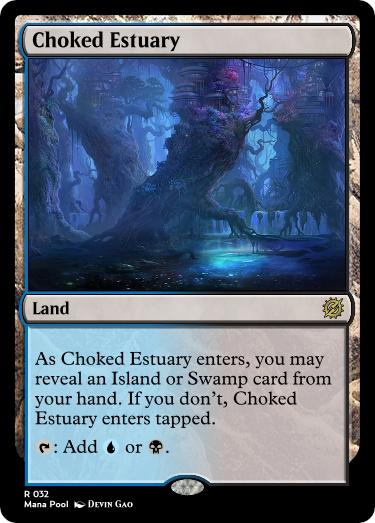 Choked Estuary
Land
As Choked Estuary enters, you may
reveal an Island or Swamp card from
your hand. If you don't, Choked
Estuary enters tapped.
: Add or .
R 032
Mana Pool Devin Gao